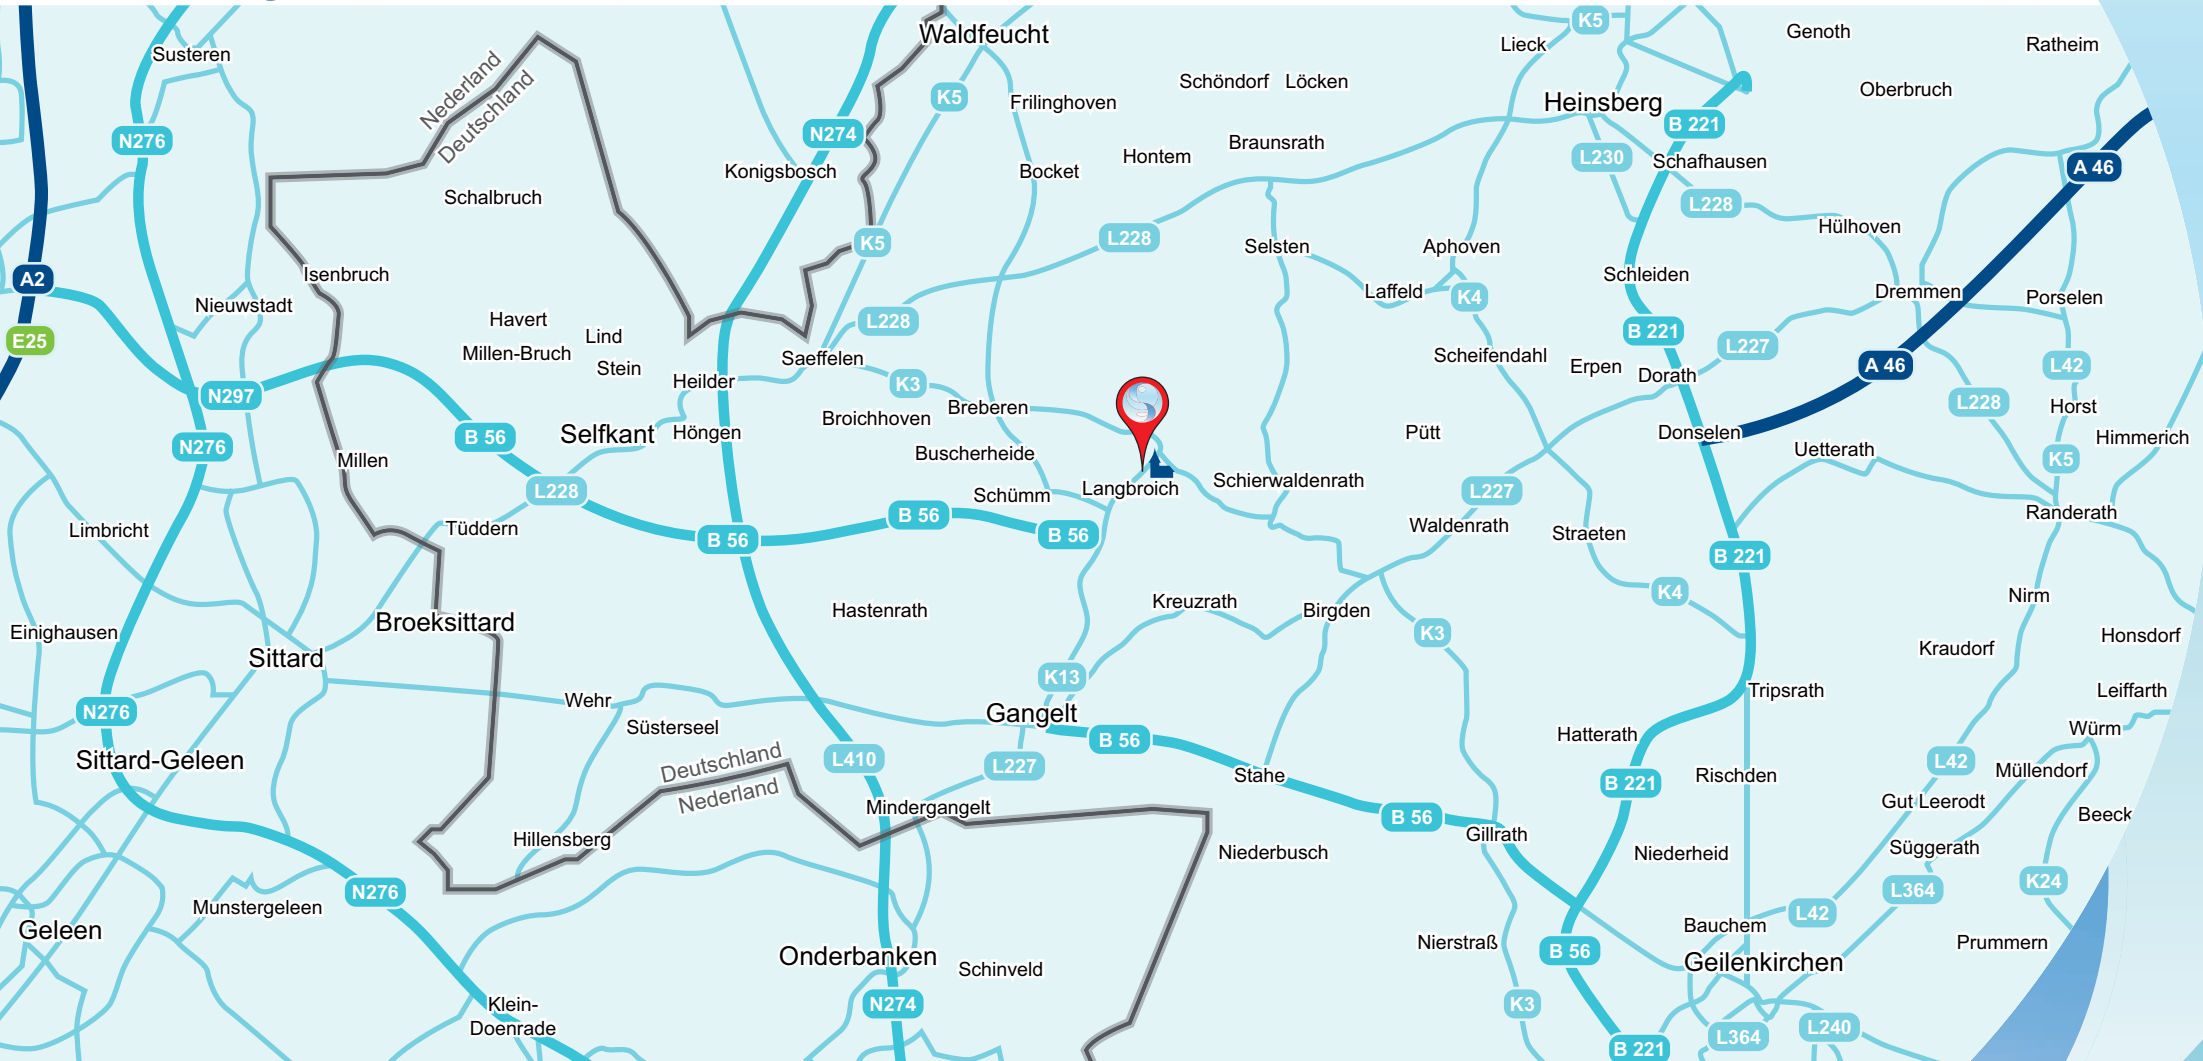 Waldfeucht
K5
Genoth
Lieck
Ratheim
Susteren
Nederland
Deutschland
Schöndorf
Löcken
Oberbruch
K5
Frilinghoven
Heinsberg
B 221
N276
N274
Braunsrath
Hontem
L230
Schafhausen
A 46
Konigsbosch
Bocket
Schalbruch
L228
Hülhoven
L228
K5
Selsten
Aphoven
A2
Isenbruch
Schleiden
Laffeld
K4
Dremmen
Porselen
Nieuwstadt
Havert
Lind
L228
B 221
E25
Millen-Bruch
Stein
Saeffelen
Scheifendahl
L227
Erpen
Dorath
A 46
L42
N297
Heilder
K3
Breberen
L228
Horst
Broichhoven
Selfkant
Höngen
Pütt
Donselen
Himmerich
B 56
N276
Buscherheide
Uetterath
K5
Millen
L228
Schümm
Langbroich
Schierwaldenrath
L227
Randerath
Limbricht
Tüddern
B 56
B 56
B 56
Waldenrath
Straeten
B 221
Kreuzrath
Birgden
K4
Nirm
Hastenrath
Broeksittard
Einighausen
K3
Honsdorf
Sittard
Kraudorf
K13
Wehr
Tripsrath
Leiffarth
N276
Gangelt
Süsterseel
B 56
Hatterath
Würm
Sittard-Geleen
Deutschland
Nederland
L410
L227
Stahe
B 221
Rischden
L42
Müllendorf
Mindergangelt
B 56
Gut Leerodt
Beeck
Hillensberg
Gillrath
Niederbusch
Niederheid
Süggerath
N276
Munstergeleen
L364
K24
L42
Geleen
Bauchem
Nierstraß
B 56
Prummern
Onderbanken
Schinveld
Geilenkirchen
Klein-
Doenrade
N274
K3
B 221
L364
L240